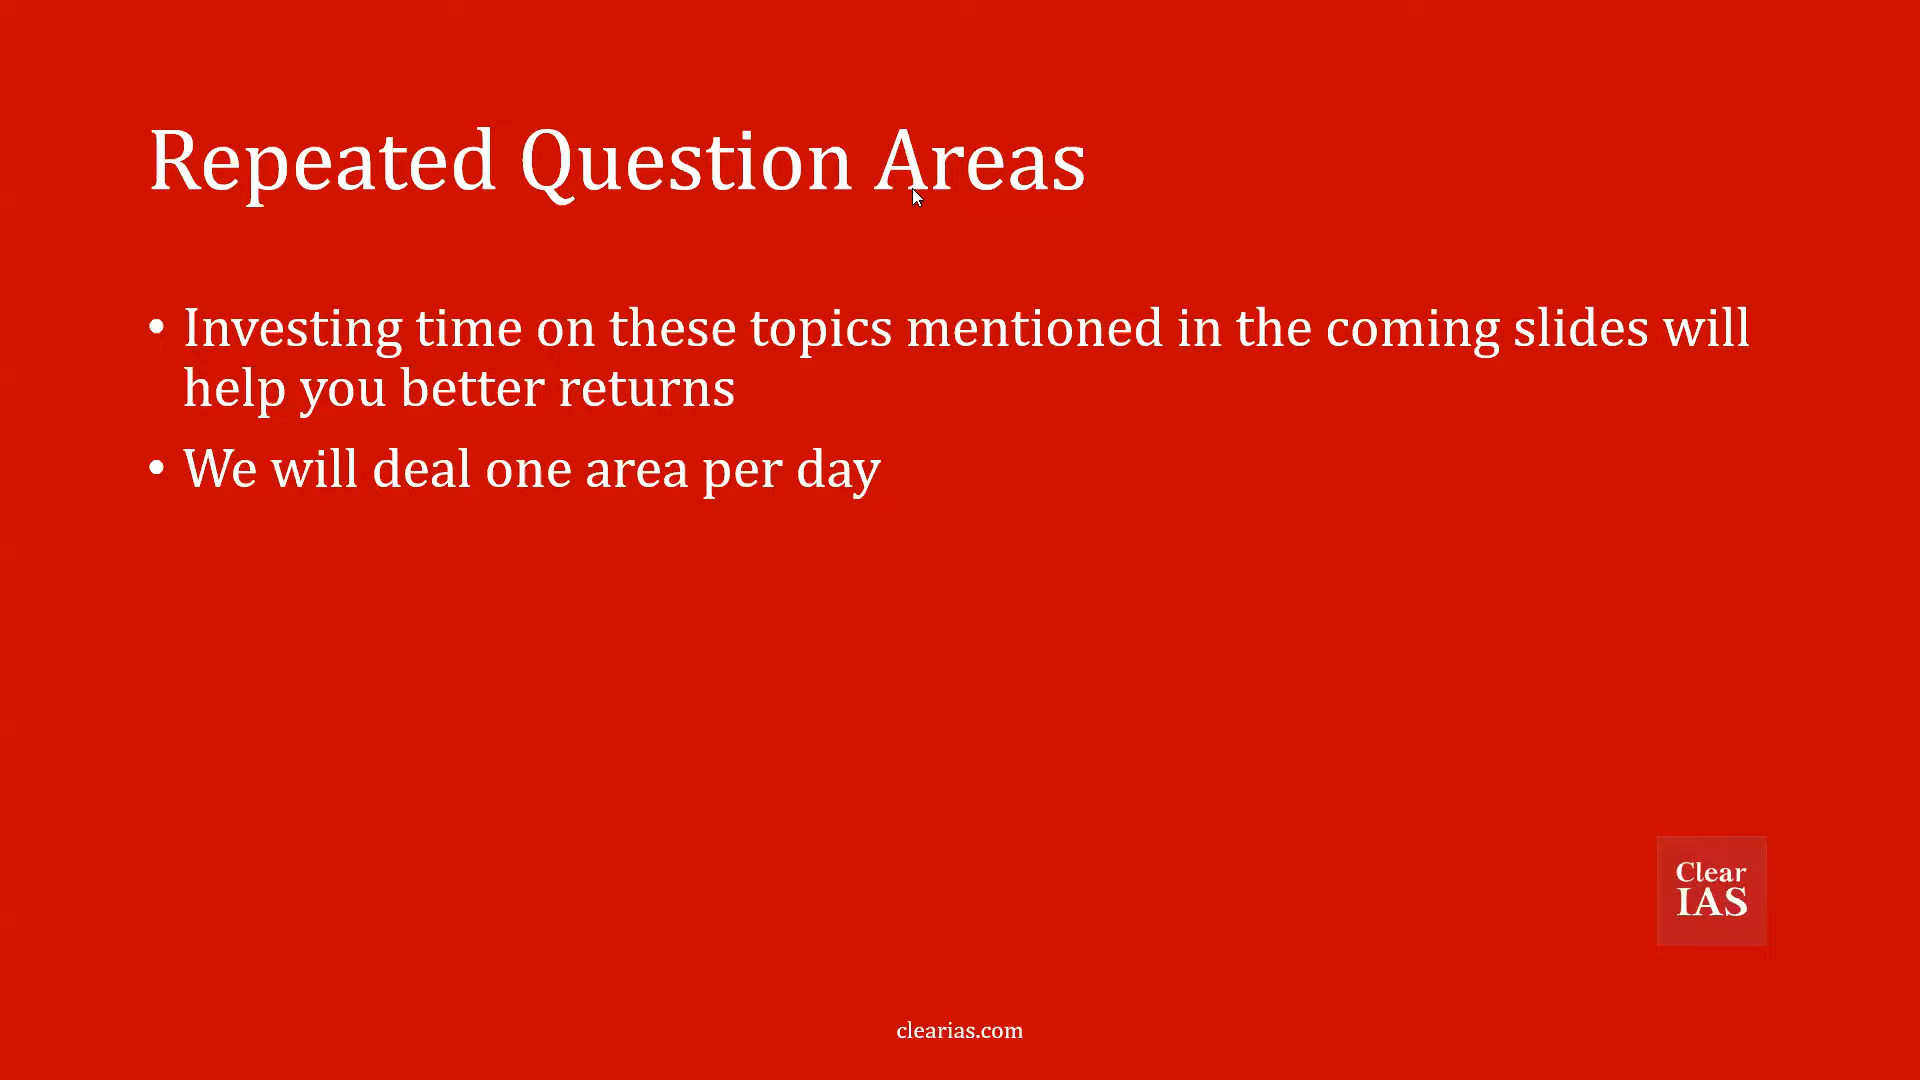 Repeated Question Areas
• Investing time on these topics mentioned in the coming slides will
help you better returns
• We will deal one area per day
Clear
IAS
clearias.com